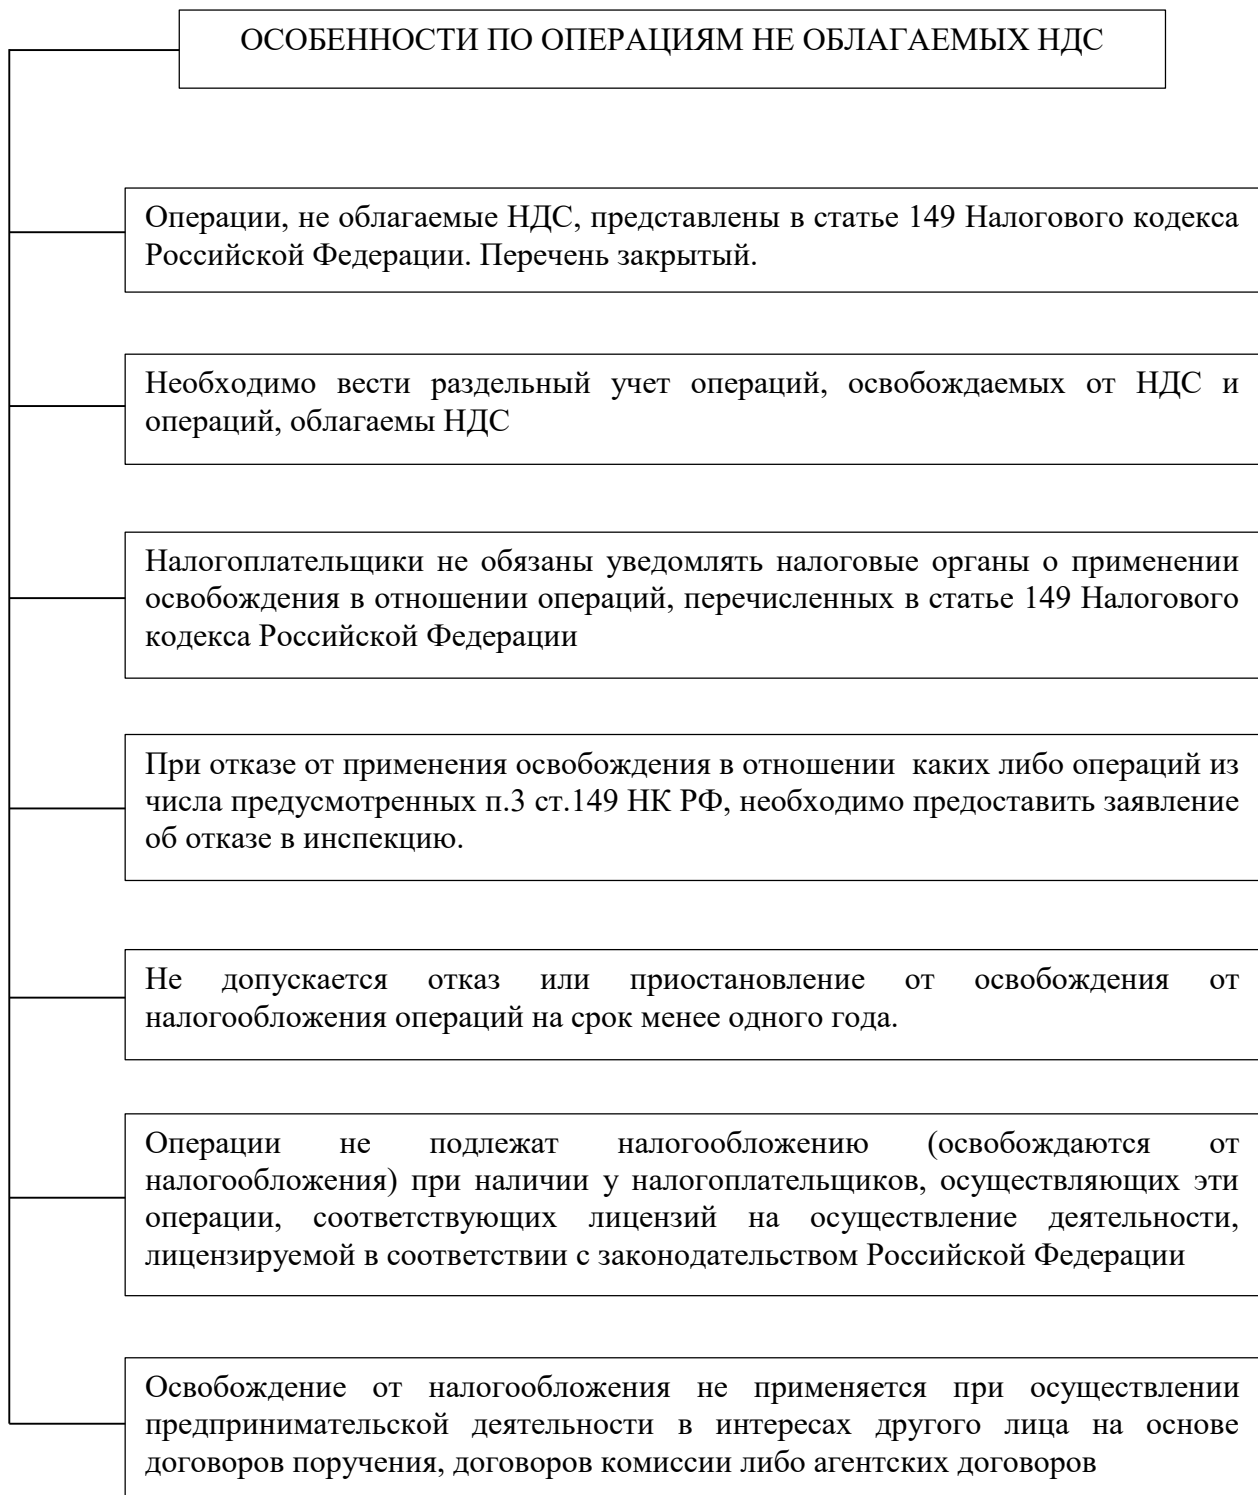 ОСОБЕННОСТИ ПО ОПЕРАЦИЯМ НЕ ОБЛАГАЕМЫХ НДС
Операции, не облагаемые НДС, представлены в статье 149 Налогового кодекса
Российской Федерации. Перечень закрытый.
Необходимо вести раздельный учет операций, освобождаемых от НДС и
операций, облагаемы НДС
Налогоплательщики не обязаны уведомлять налоговые органы о применении
освобождения в отношении операций, перечисленных в статье 149 Налогового
кодекса Российской Федерации
При отказе от применения освобождения в отношении каких либо операций из
числа предусмотренных п.3 ст.149 НК РФ, необходимо предоставить заявление
об отказе в инспекцию.
Не допускается отказ или приостановление от освобождения от
налогообложения операций на срок менее одного года.
Операции не подлежат налогообложению (освобождаются от
налогообложения) при наличии у налогоплательщиков, осуществляющих эти
операции, соответствующих лицензий на осуществление деятельности,
лицензируемой в соответствии с законодательством Российской Федерации
Освобождение от налогообложения не применяется при осуществлении
предпринимательской деятельности в интересах другого лица на основе
договоров поручения, договоров комиссии либо агентских договоров